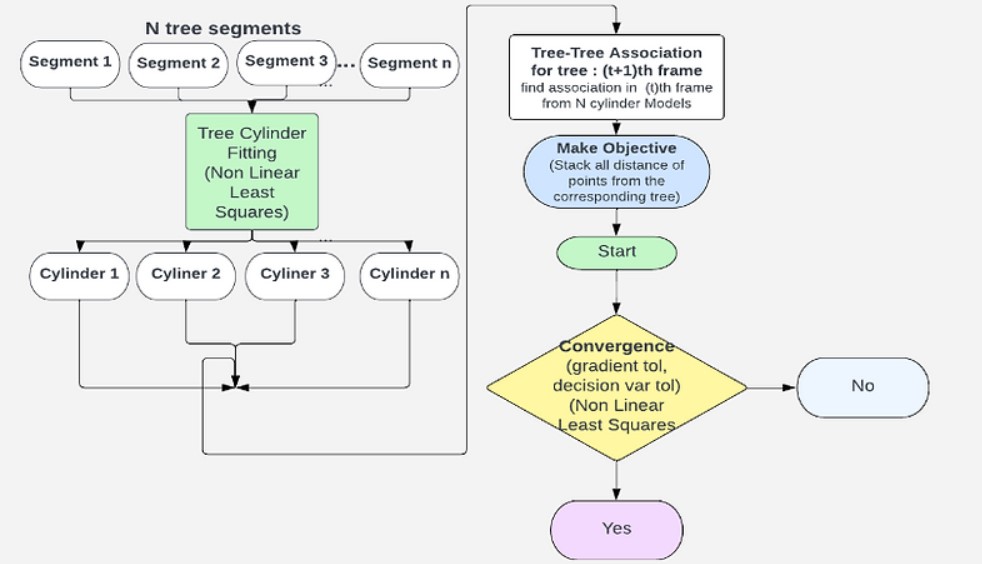 N tree segments
Segment 1
Segment 2
Segment 3
...
Segment n
...
Tree Cylinder
Fitting
(Non Linear
Least
Squares)
...
Cylinder 1
Cyliner 2
Cyliner 3
Cylinder n
Tree-Tree Association
for tree : (t+1)th frame
find association in (t)th frame
from N cylinder Models
Make Objective
(Stack all distance of
points from the
corresponding tree)
Start
Convergence
(gradient tol,
decision var tol)
(Non Linear
Least Squares
No
Yes